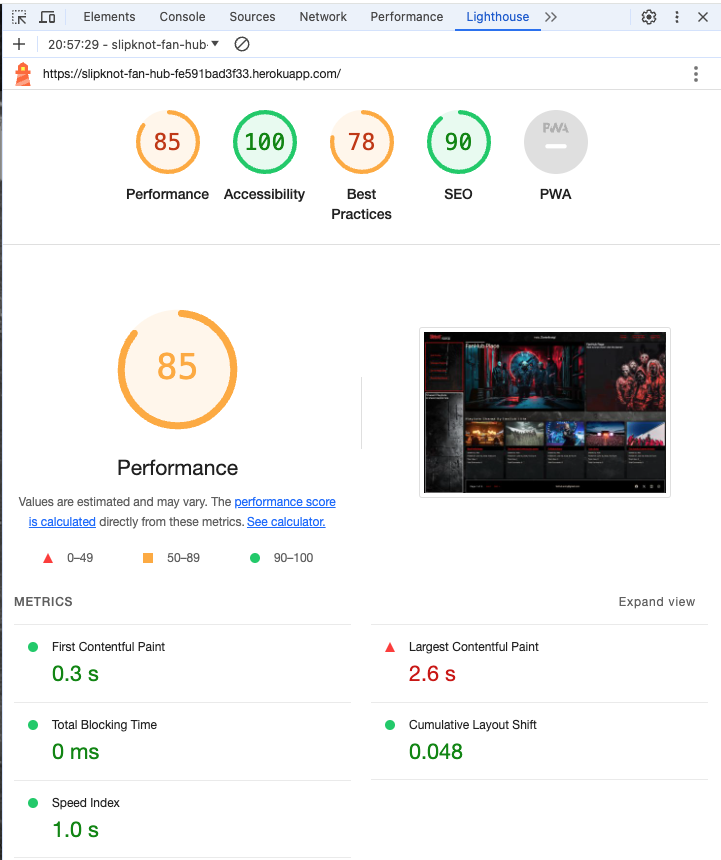 Elements Console Sources Network Performance Lighthouse
20:57:29 - slipknot-fan-hub-
https://slipknot-fan-hub-fe591bad3f33.herokuapp.com/
85 100 78 90 PWA
Performance Accessibility Best Practices SEO PWA
85
Performance
Values are estimated and may vary. The performance score
is calculated directly from these metrics. See calculator.
0–49 50–89 90–100
METRICS Expand view
First Contentful Paint Largest Contentful Paint
0.3 s 2.6 s
Total Blocking Time Cumulative Layout Shift
0 ms 0.048
Speed Index
1.0 s